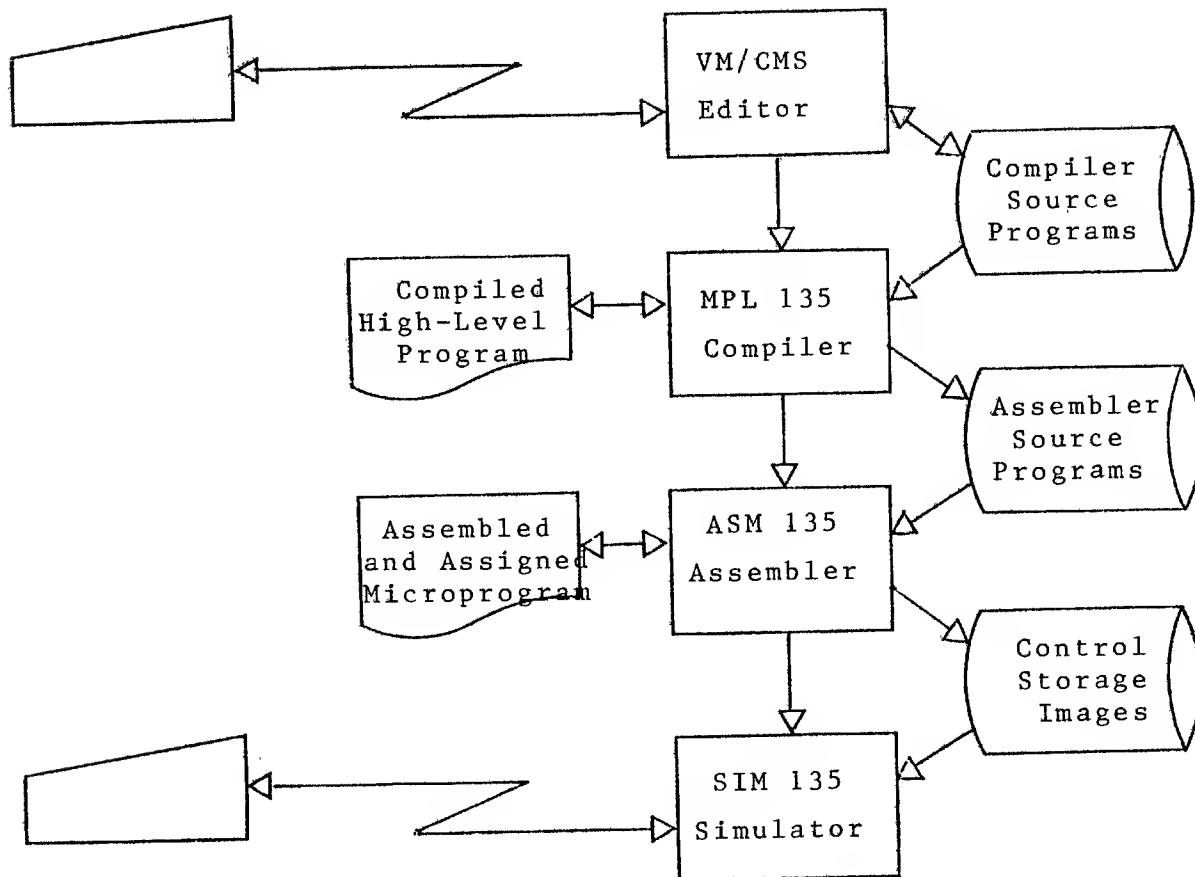 VM/CMS
Editor
Compiler
Source
Programs
Compiled
High-Level
Program
MPL 135
Compiler
Assembler
Source
Programs
Assembled
and Assigned
Microprogram
ASM 135
Assembler
Control
Storage
Images
SIM 135
Simulator